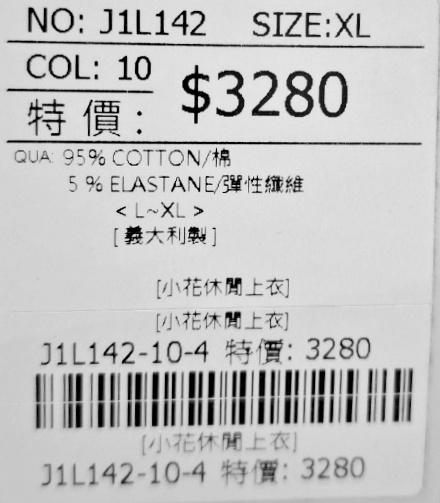 NO: J1L142 SIZE:XL
COL: 10
特價: $3280
QUA: 95% COTTON/棉
5 % ELASTANE/彈性纖維
< L~XL >
[ 義大利製 ]
[小花休閒上衣]
[小花休閒上衣]
J1L142-10-4 特價: 3280
[小花休閒上衣]
J1L142-10-4 特價: 3280